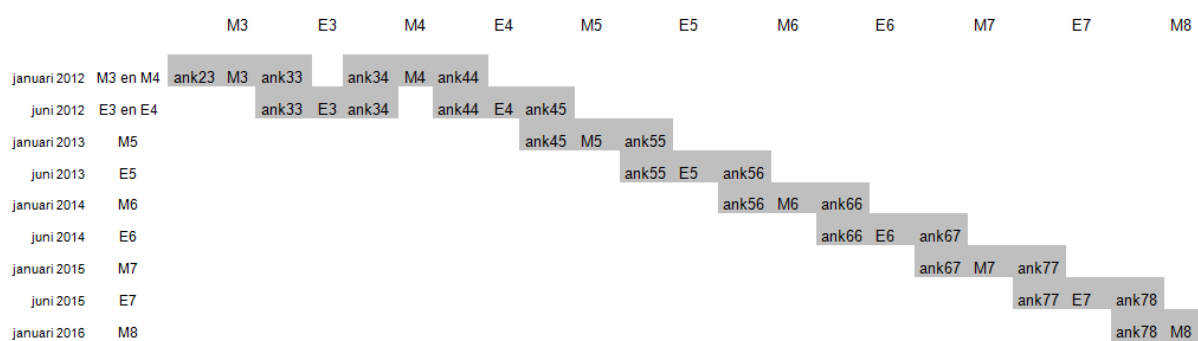 M3 E3 M4 E4 M5 E5 M6 E6 M7 E7 M8
januari 2012 M3 en M4 ank23 M3 ank33 ank34 M4 ank44
juni 2012 E3 en E4 ank33 E3 ank34 ank44 E4 ank45
januari 2013 M5 ank45 M5 ank55
juni 2013 E5 ank55 E5 ank56
januari 2014 M6 ank56 M6 ank66
juni 2014 E6 ank66 E6 ank67
januari 2015 M7 ank67 M7 ank77
juni 2015 E7 ank77 E7 ank78
januari 2016 M8 ank78 M8